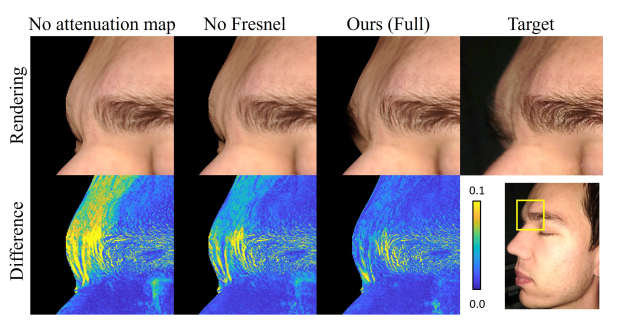 No attenuation map No Fresnel Ours (Full) Target
Rendering
Difference
0.1
0.0